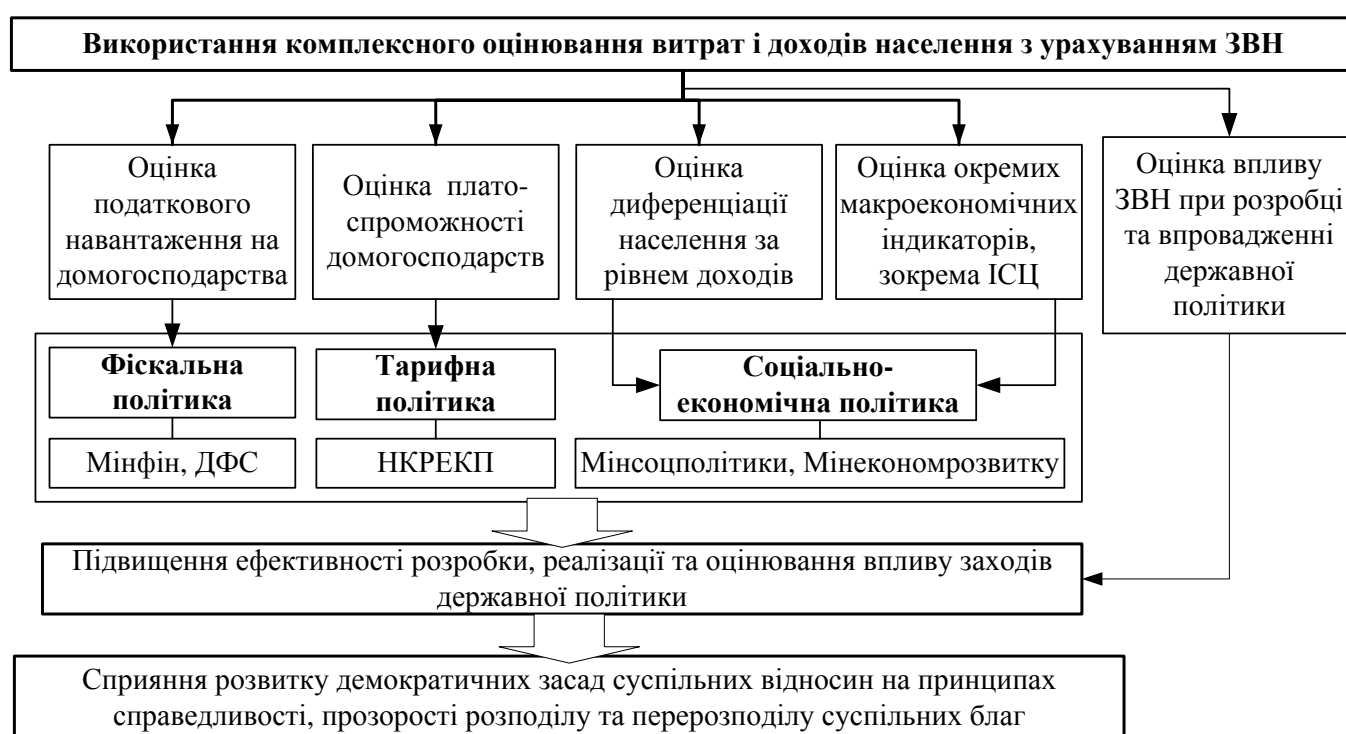 Використання комплексного оцінювання витрат і доходів населення з урахуванням ЗВН
Оцінка
податкового
навантаження на
домогосподарства
Оцінка плато-
спроможності
домогосподарств
Оцінка
диференціації
населення за
рівнем доходів
Оцінка окремих
макроекономічних
індикаторів,
зокрема ІСЦ
Оцінка впливу
ЗВН при розробці
та впровадженні
державної
політики
Фіскальна
політика
Тарифна
політика
Соціально-
економічна політика
Мінфін, ДФС
НКРЕКП
Мінсоцполітики, Мінекономрозвитку
Підвищення ефективності розробки, реалізації та оцінювання впливу заходів
державної політики
Сприяння розвитку демократичних засад суспільних відносин на принципах
справедливості, прозорості розподілу та перерозподілу суспільних благ